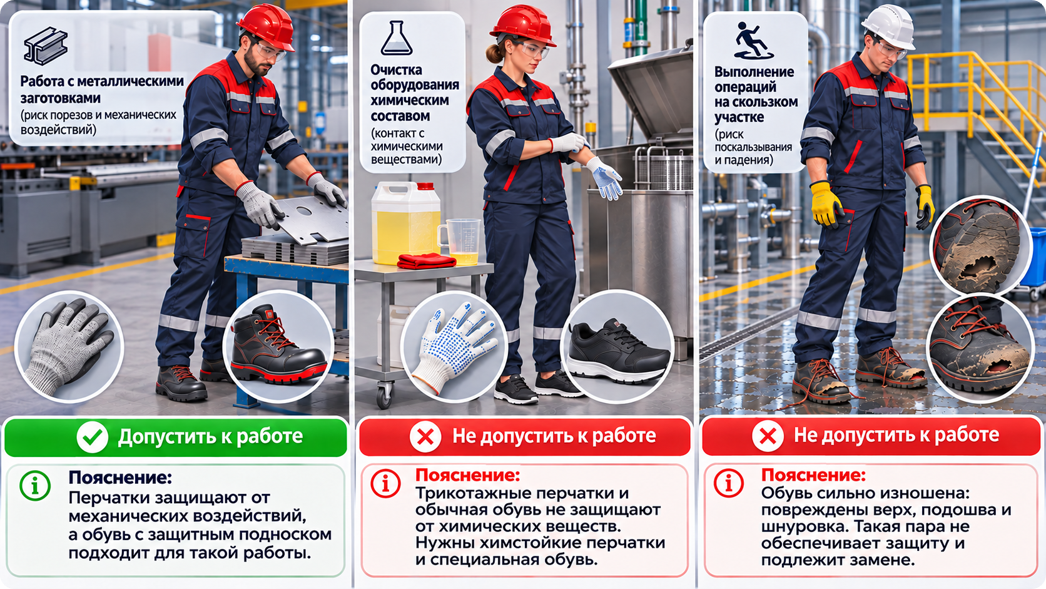 Работа с металлическими
заготовками
(риск порезов и механических
воздействий)
Допустить к работе
Пояснение:
Перчатки защищают от
механических воздействий,
а обувь с защитным подноском
подходит для такой работы.
Очистка
оборудования
химическим
составом
(контакт с
химическими
веществами)
Не допустить к работе
Пояснение:
Трикотажные перчатки и
обычная обувь не защищают
от химических веществ.
Нужны химстойкие перчатки
и специальная обувь.
Выполнение
операций
на скользком
участке
(риск
поскальзывания
и падения)
Не допустить к работе
Пояснение:
Обувь сильно изношена:
повреждены верх, подошва и
шнуровка. Такая пара не
обеспечивает защиту и
подлежит замене.